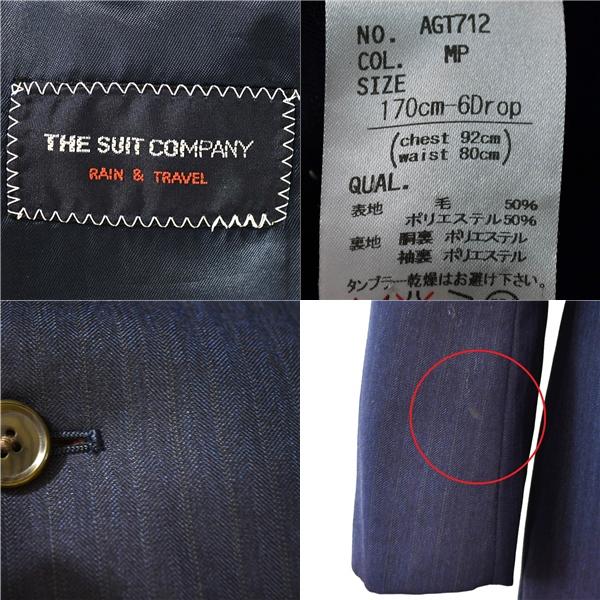 THE SUIT COMPANY
RAIN & TRAVEL
NO. AGT712
COL. MP
SIZE
170cm-6Drop
(chest 92cm
waist 80cm)
QUAL.
表地 毛 50%
ポリエステル50%
裏地 胴裏 ポリエステル
袖裏 ポリエステル
タンブラー乾燥はお避け下さい。